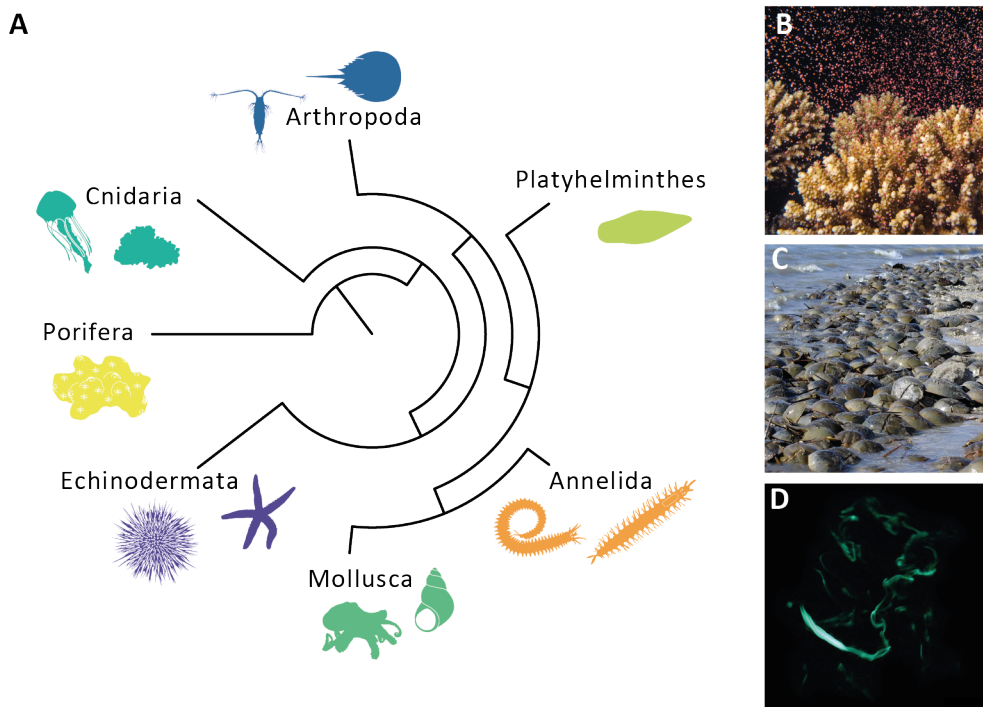 A
B
Arthropoda
Platyhelminthes
Cnidaria
C
Porifera
Echinodermata
Annelida
D
Mollusca